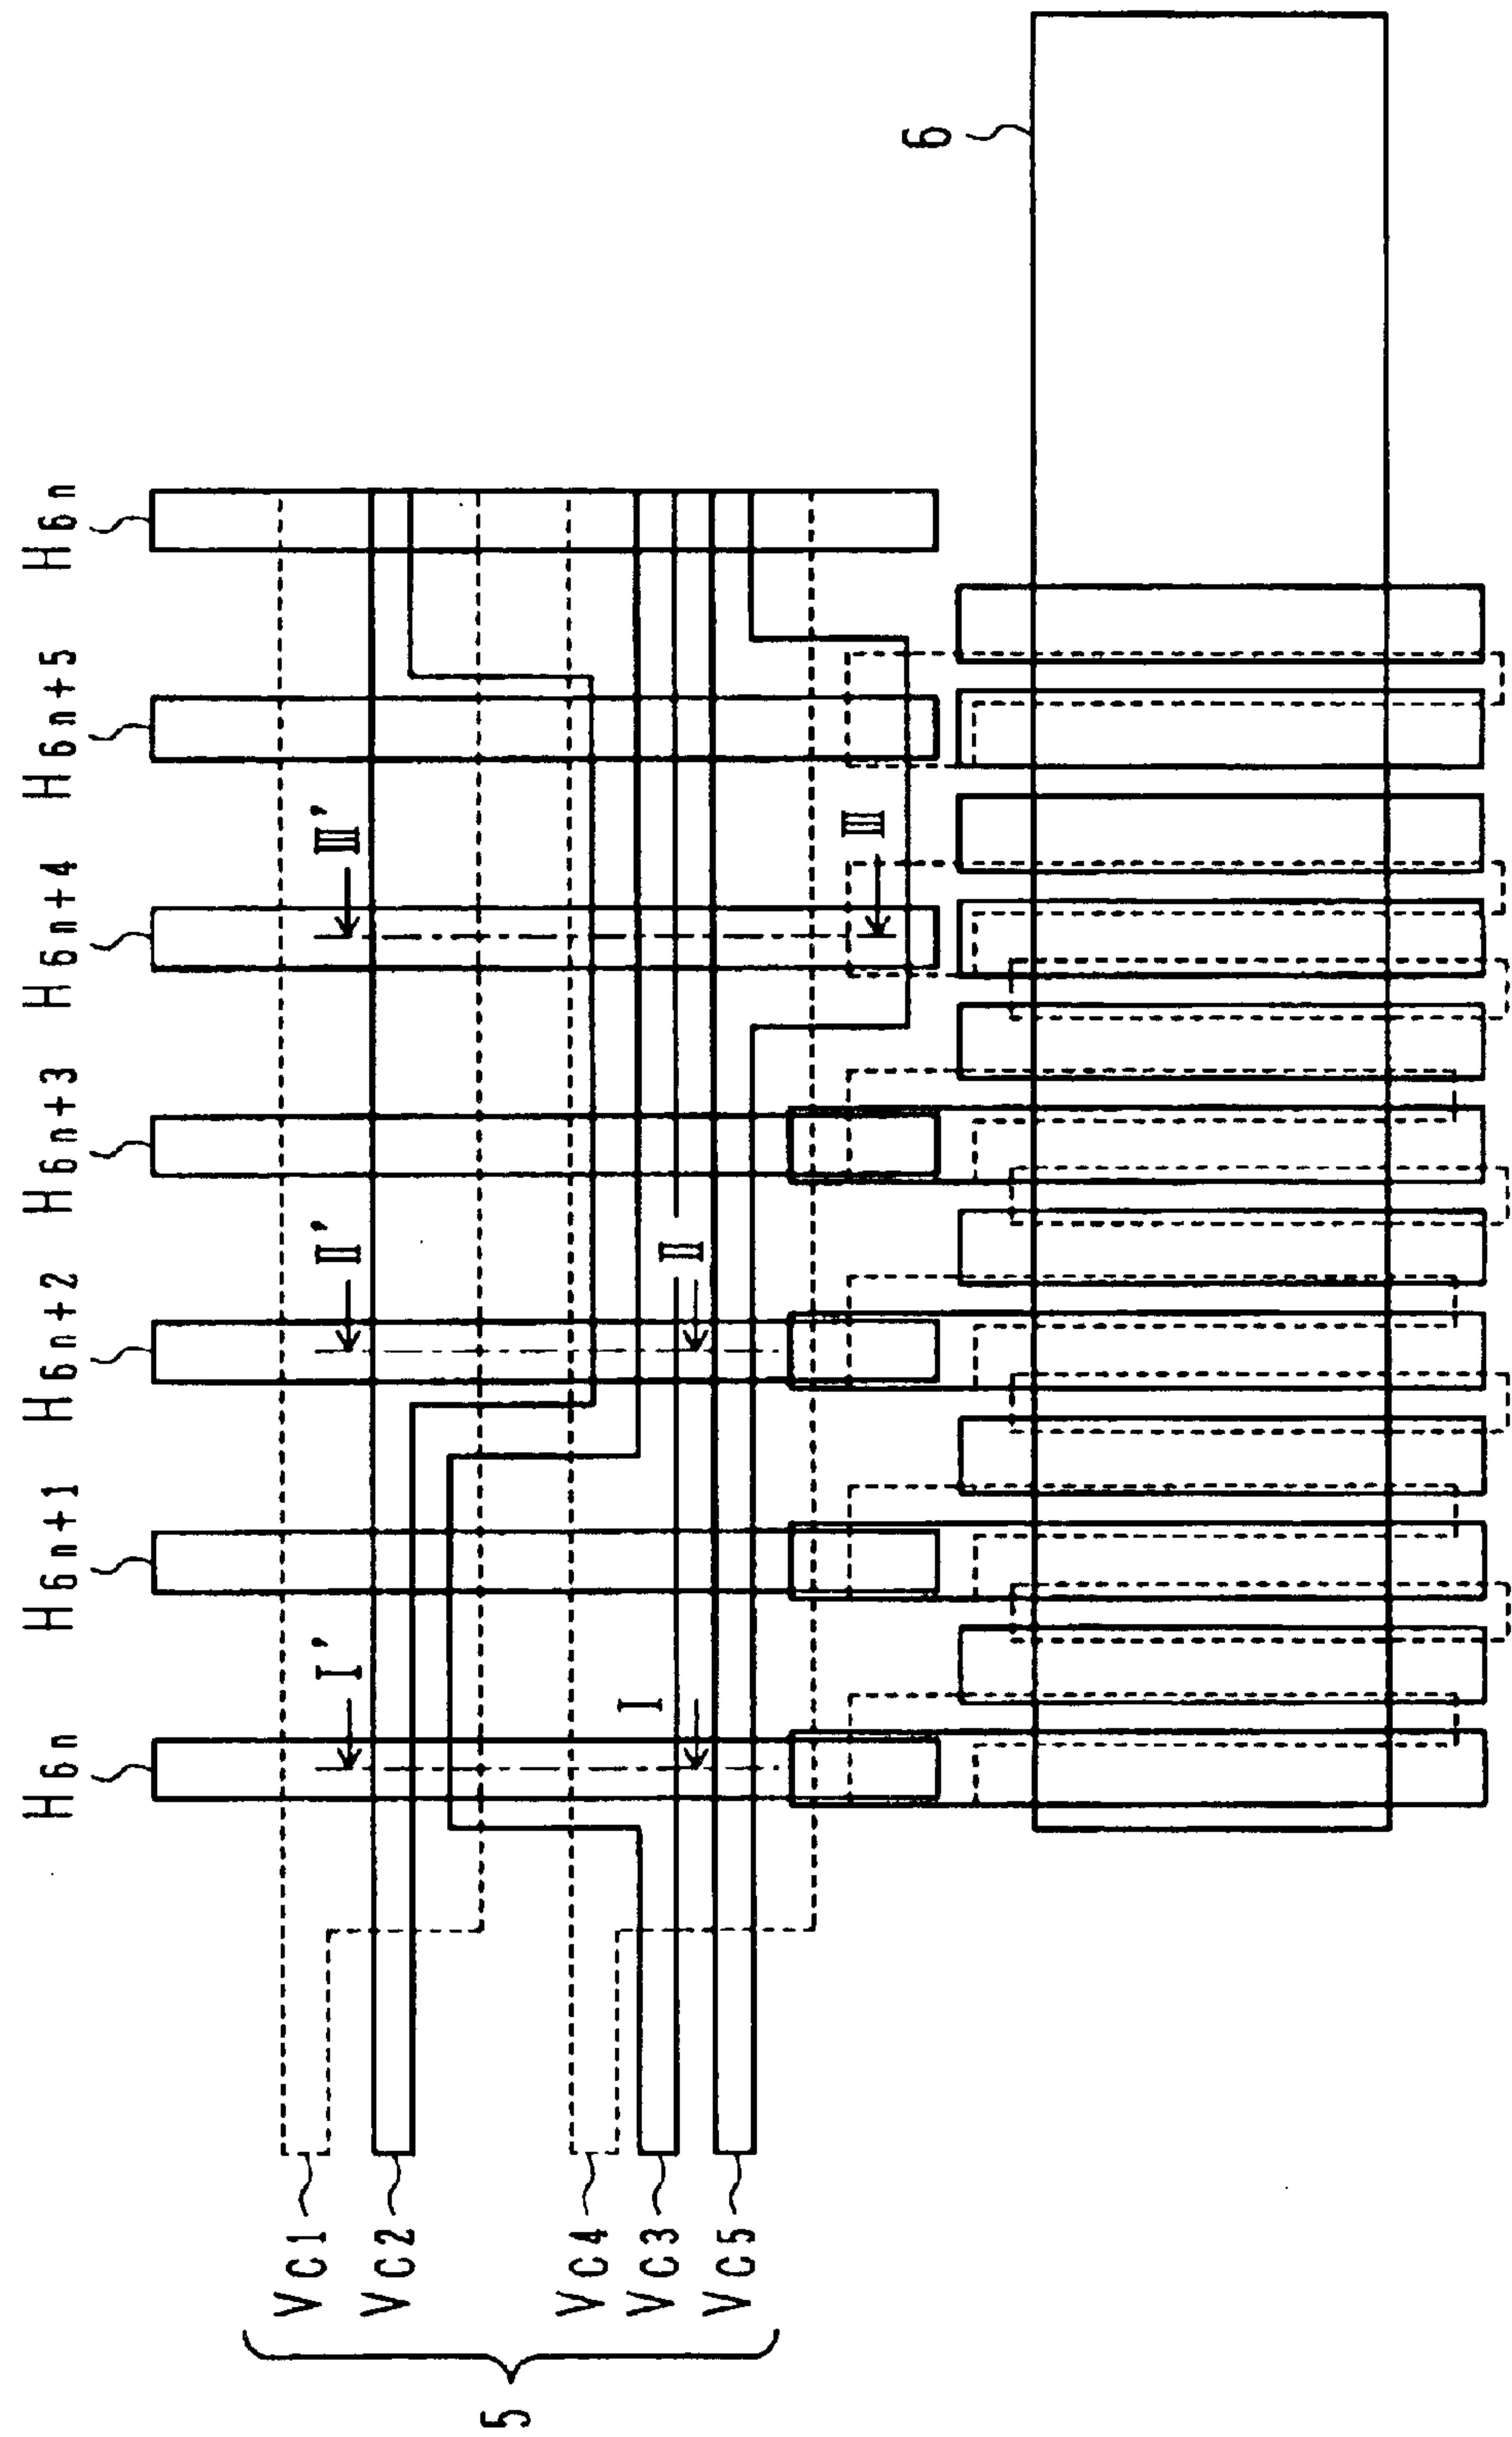 H6n
H6n+1
H6n+2
H6n+3
H6n+4
H6n+5
H6n
I'
II'
III'
I
II
III
VC1
VC2
VC4
VC3
VC5
5
6